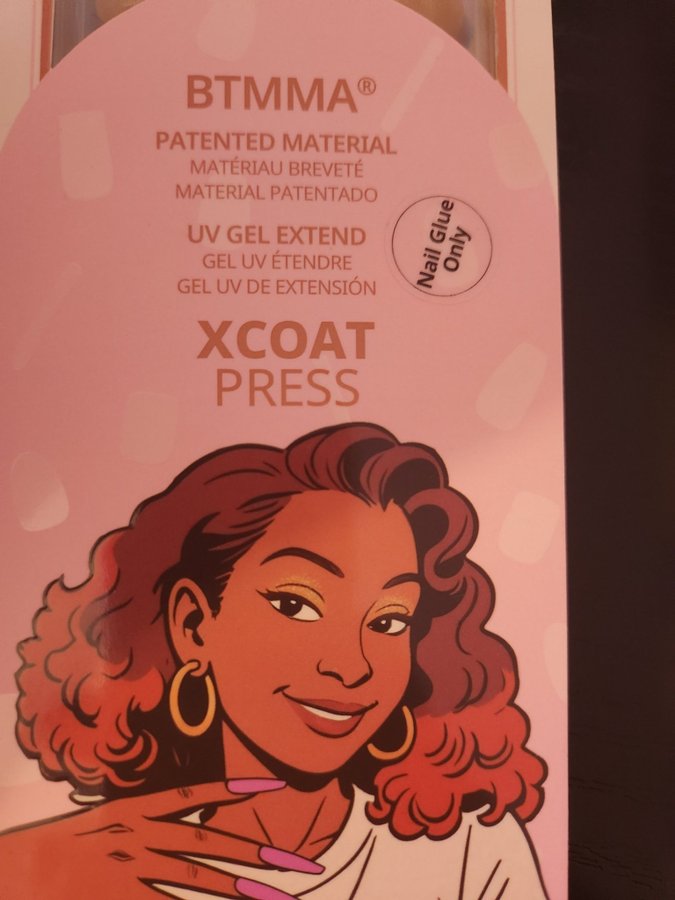 BTMMA®
PATENTED MATERIAL
MATÉRIAU BREVETÉ
MATERIAL PATENTADO
UV GEL EXTEND
GEL UV ÉTENDRE
GEL UV DE EXTENSIÓN
Nail Glue
Only
XCOAT
PRESS